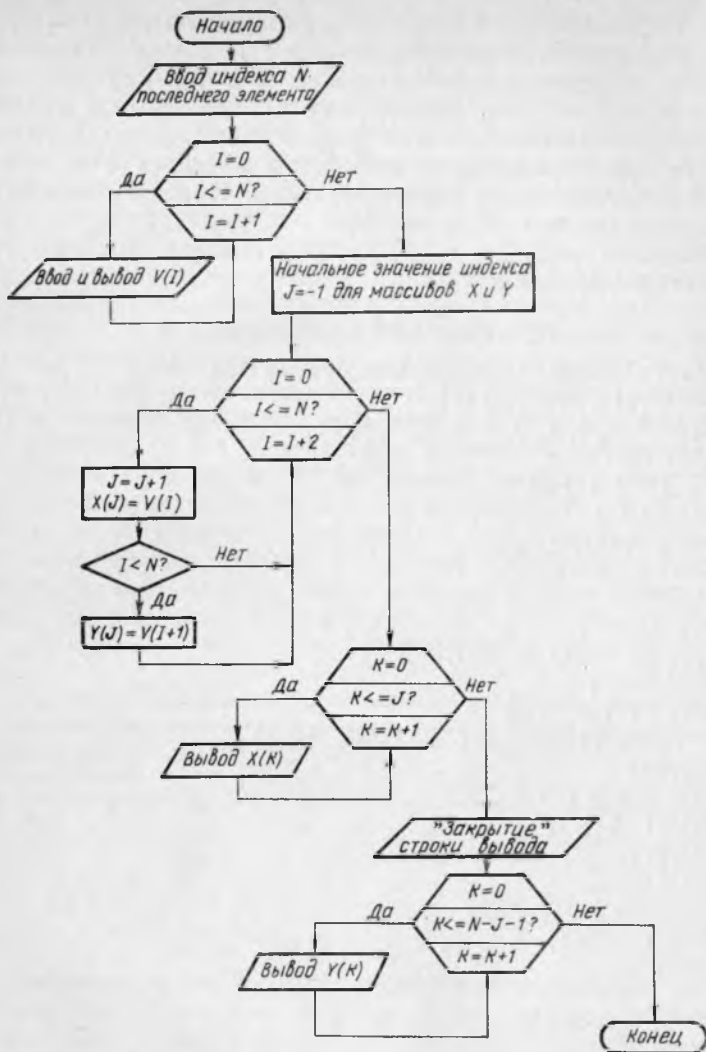 Начало
Ввод индекса N
последнего элемента
I=0
Да
Нет
I<=N?
I=I+1
Ввод и вывод V(I)
Начальное значение индекса
J=-1 для массивов X и Y
I=0
Да
Нет
I<=N?
I=I+2
J=J+1
X(J)=V(I)
I<N?
Нет
Да
Y(J)=V(I+1)
K=0
Да
Нет
K<=J?
K=K+1
Вывод X(K)
"Закрытие"
строки вывода
K=0
Да
Нет
K<=N-J-1?
K=K+1
Вывод Y(K)
Конец